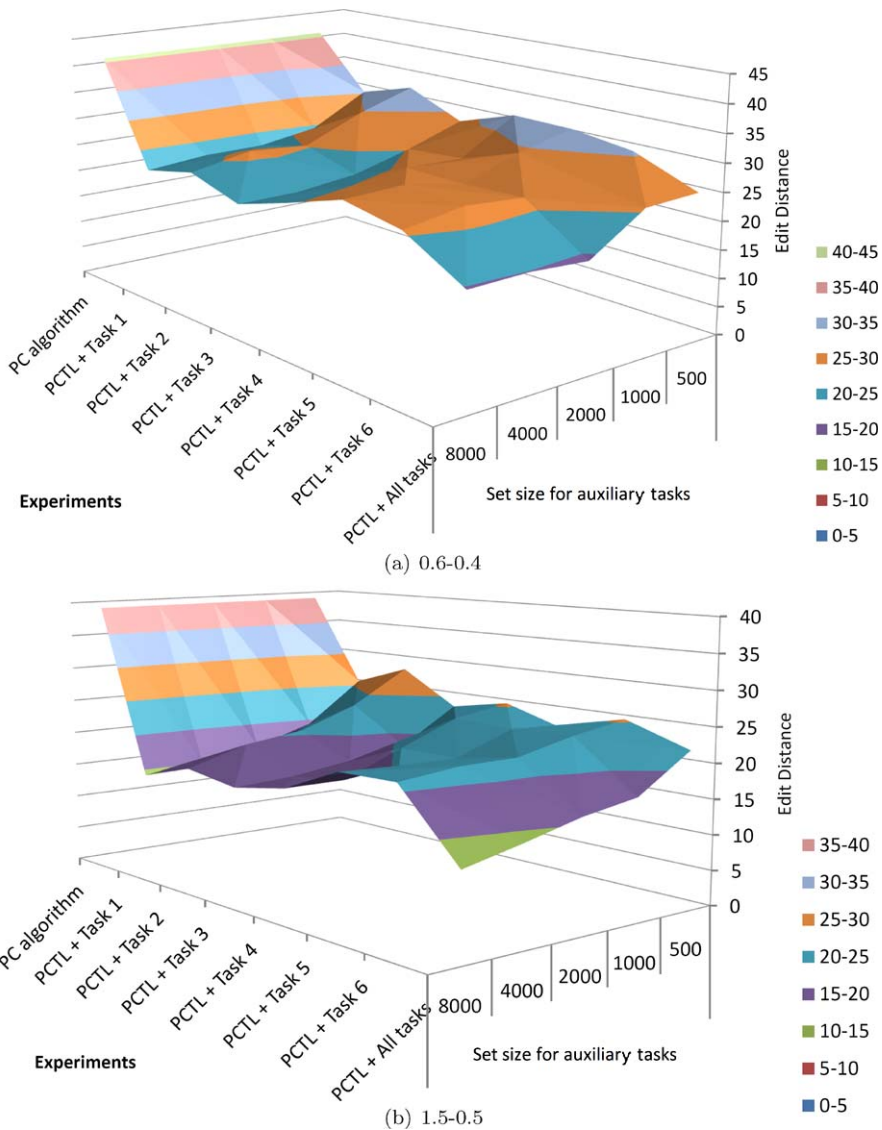 45
40
35
30
25
20
15
10
5
0
Edit Distance
40-45
35-40
30-35
25-30
20-25
15-20
10-15
5-10
0-5
PC algorithm
PCTL + Task 1
PCTL + Task 2
PCTL + Task 3
PCTL + Task 4
PCTL + Task 5
PCTL + Task 6
PCTL + All tasks
8000
4000
2000
1000
500
Experiments
Set size for auxiliary tasks
(a) 0.6-0.4
40
35
30
25
20
15
10
5
0
Edit Distance
35-40
30-35
25-30
20-25
15-20
10-15
5-10
0-5
PC algorithm
PCTL + Task 1
PCTL + Task 2
PCTL + Task 3
PCTL + Task 4
PCTL + Task 5
PCTL + Task 6
PCTL + All tasks
8000
4000
2000
1000
500
Experiments
Set size for auxiliary tasks
(b) 1.5-0.5